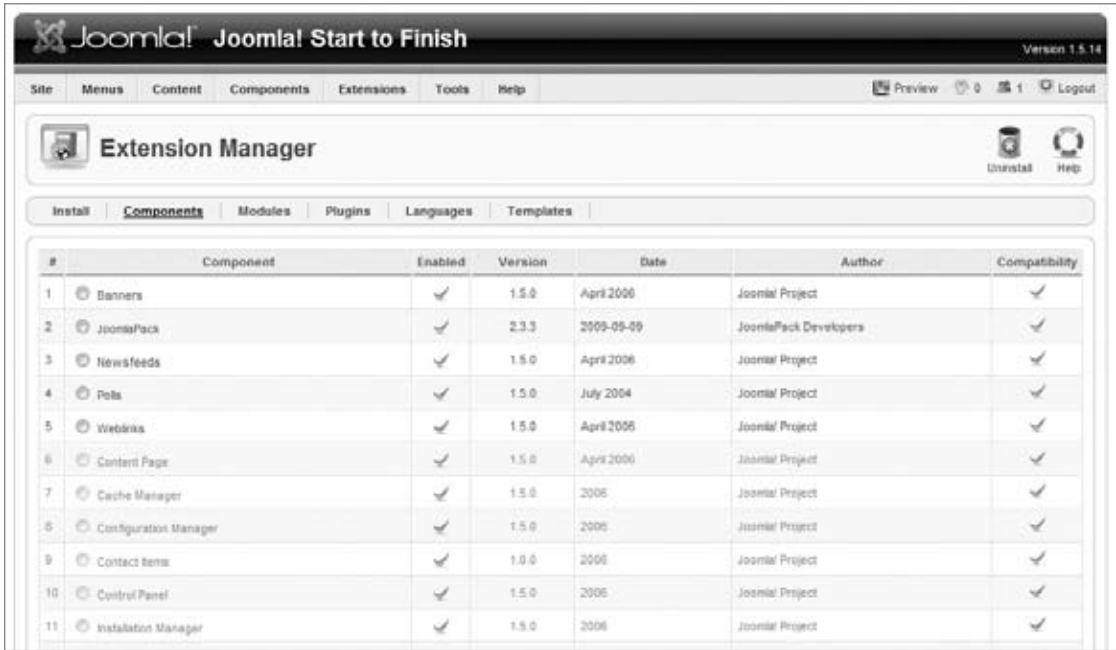 Joomla! Joomla! Start to Finish
Version 1.5.14
Site Menus Content Components Extensions Tools Help Preview 0 1 Logout
Extension Manager
Uninstall Help
Install Components Modules Plugins Languages Templates
# Component Enabled Version Date Author Compatibility
1 Banners 1.5.0 April 2006 Joomla! Project
2 JoomlaPack 2.3.3 2009-09-09 JoomlaPack Developers
3 Newsfeeds 1.5.0 April 2006 Joomla! Project
4 Polls 1.5.0 July 2004 Joomla! Project
5 Weblinks 1.5.0 April 2006 Joomla! Project
6 Content Page 1.5.0 April 2006 Joomla! Project
7 Cache Manager 1.5.0 2006 Joomla! Project
8 Configuration Manager 1.5.0 2006 Joomla! Project
9 Contact Items 1.0.0 2006 Joomla! Project
10 Control Panel 1.5.0 2006 Joomla! Project
11 Installation Manager 1.5.0 2006 Joomla! Project